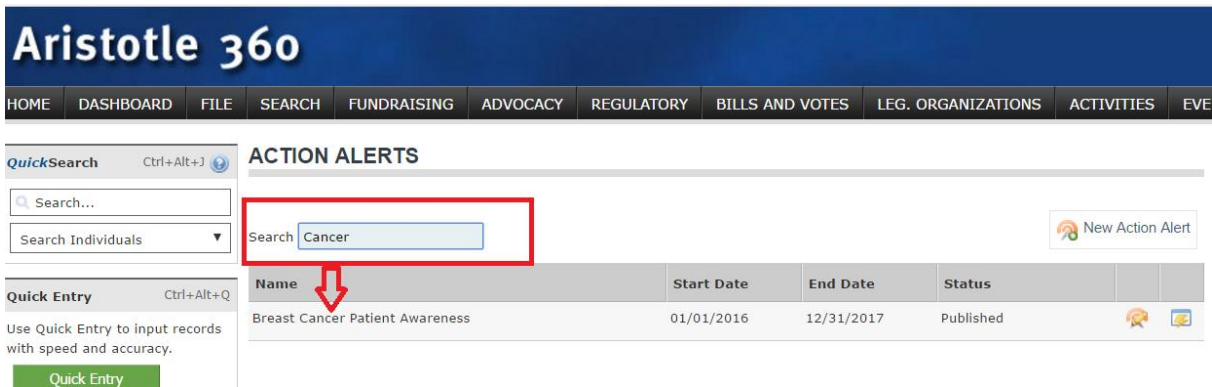 Aristotle 360
HOME DASHBOARD FILE SEARCH FUNDRAISING ADVOCACY REGULATORY BILLS AND VOTES LEG. ORGANIZATIONS ACTIVITIES EVE
QuickSearch Ctrl+Alt+J
Search...
Search Individuals
Quick Entry Ctrl+Alt+Q
Use Quick Entry to input records
with speed and accuracy.
Quick Entry
ACTION ALERTS
Search Cancer
New Action Alert
Name Start Date End Date Status
Breast Cancer Patient Awareness 01/01/2016 12/31/2017 Published